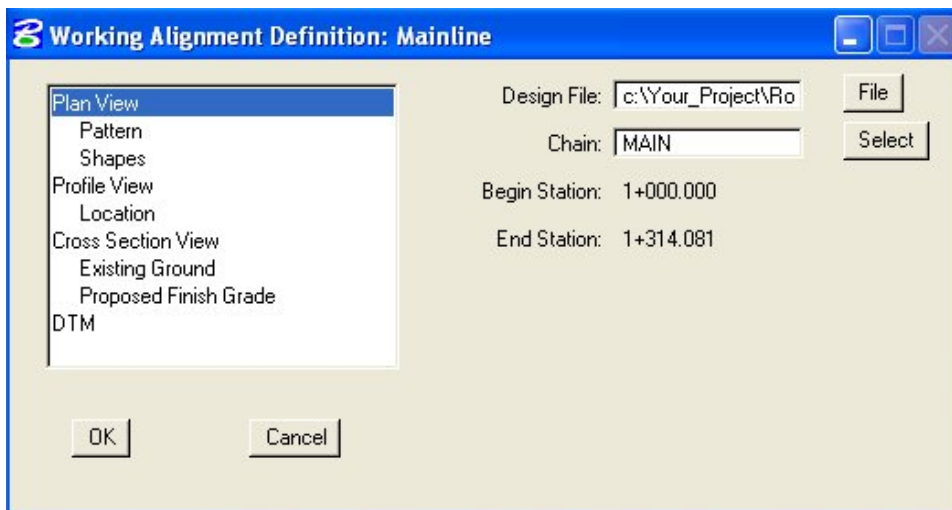 Working Alignment Definition: Mainline
Plan View
Pattern
Shapes
Profile View
Location
Cross Section View
Existing Ground
Proposed Finish Grade
DTM
Design File: c:\Your_Project\Ro File
Chain: MAIN Select
Begin Station: 1+000.000
End Station: 1+314.081
OK Cancel